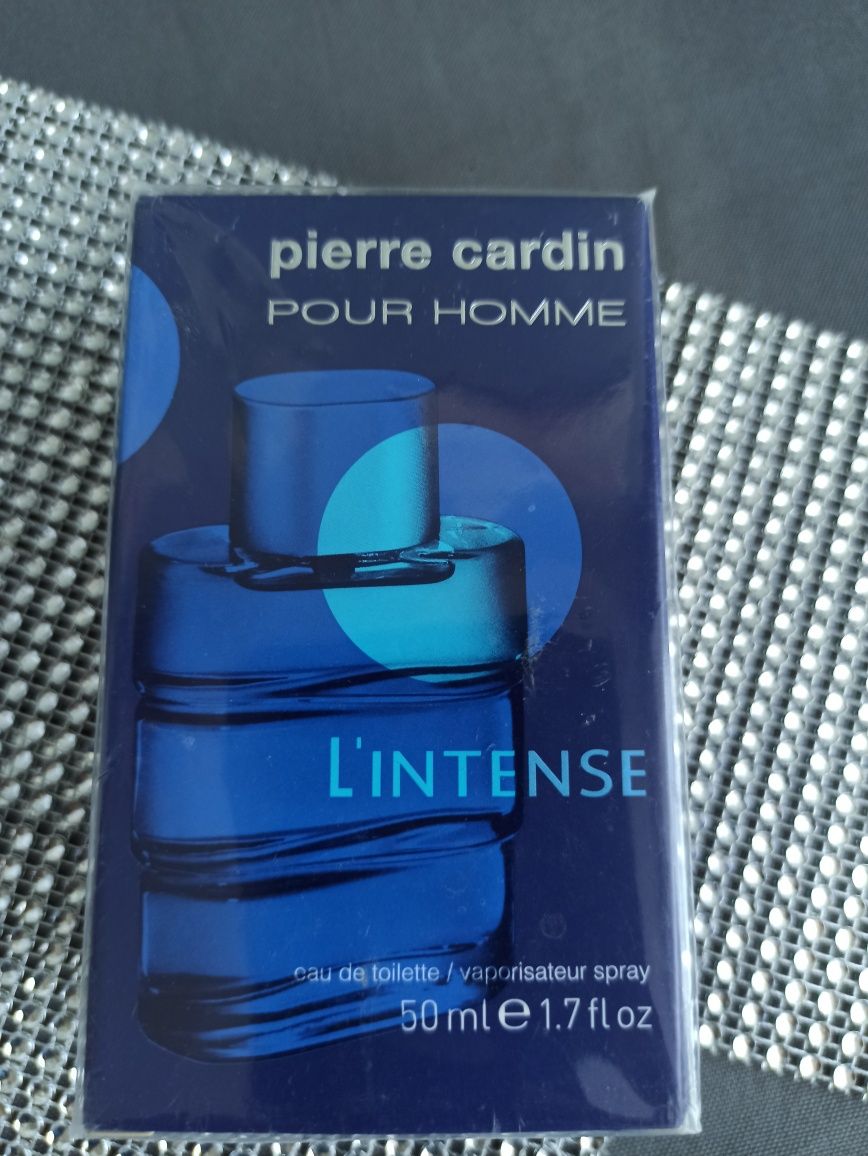 pierre cardin
POUR HOMME
L'INTENSE
eau de toilette / vaporisateur spray
50 ml e 1.7 fl oz